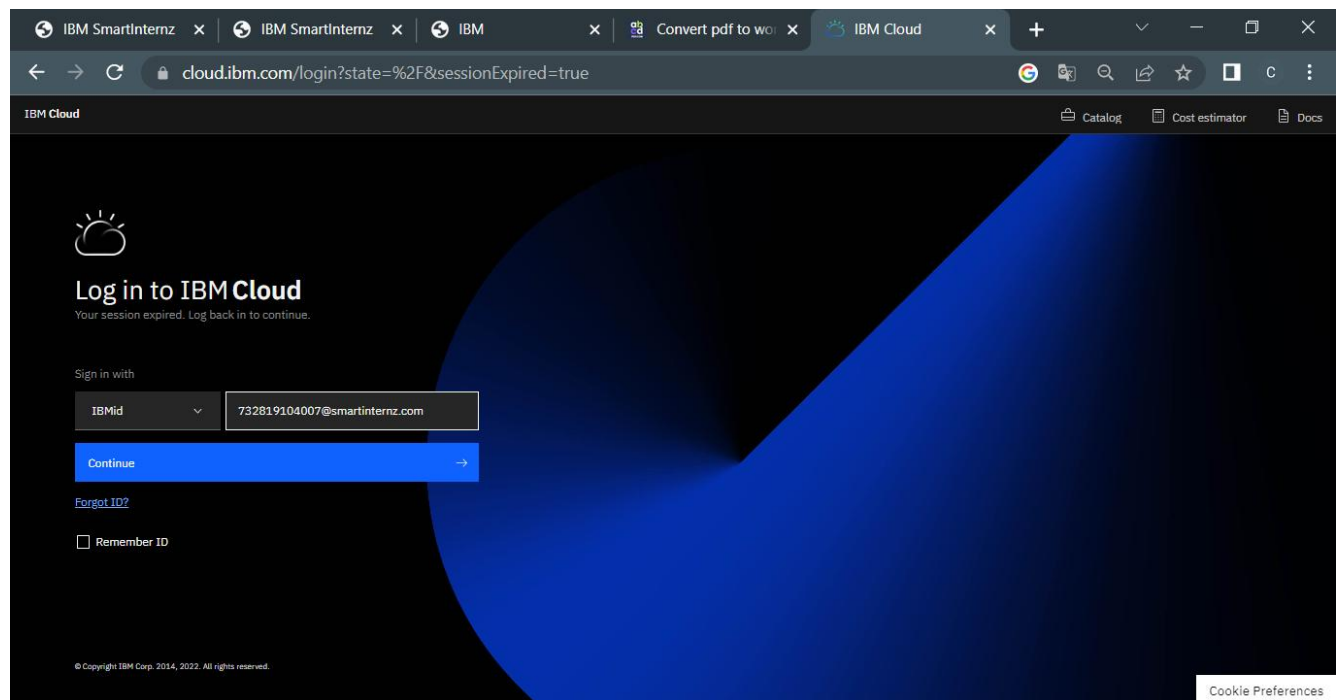 IBM SmartInternz IBM SmartInternz IBM Convert pdf to wo IBM Cloud
cloud.ibm.com/login?state=%2F&sessionExpired=true C
IBM Cloud Catalog Cost estimator Docs
Log in to IBM Cloud
Your session expired. Log back in to continue.
Sign in with
IBMid 732819104007@smartinternz.com
Continue
Forgot ID?
Remember ID
© Copyright IBM Corp. 2014, 2022. All rights reserved.
Cookie Preferences